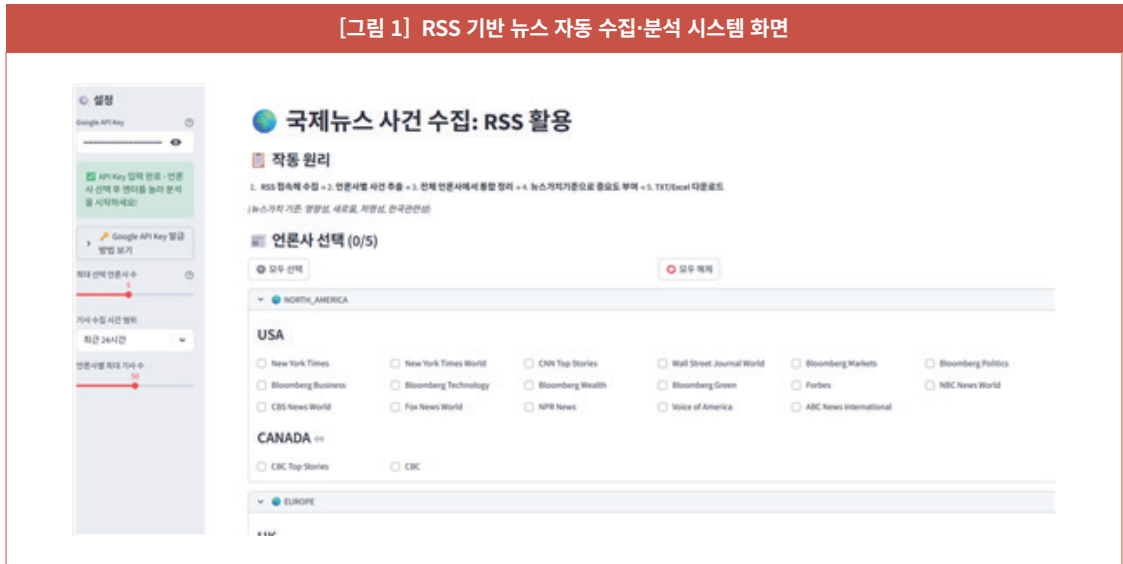 [그림 1] RSS 기반 뉴스 자동 수집·분석 시스템 화면
설정
Google API Key
API Key 입력 완료 - 언론
사 선택 후 엔터를 눌러 분석
을 시작하세요!
Google API Key 발급
방법 보기
최대 선택 언론사 수
5
기사 수집 시간 범위
최근 24시간
언론사별 최대 기사 수
50
국제뉴스 사건 수집: RSS 활용
작동 원리
1. RSS 접속해 수집 → 2. 언론사별 사건 추출 → 3. 전체 언론사에서 통합 정리 → 4. 뉴스가치기준으로 중요도 부여 → 5. TXT/Excel 다운로드
(뉴스가치 기준: 영향성, 새로움, 저명성, 한국관련성)
언론사 선택 (0/5)
모두 선택
모두 해제
NORTH_AMERICA
USA
New York Times New York Times World CNN Top Stories Wall Street Journal World Bloomberg Markets Bloomberg Politics
Bloomberg Business Bloomberg Technology Bloomberg Wealth Bloomberg Green Forbes NBC News World
CBS News World Fox News World NPR News Voice of America ABC News International
CANADA
CBC Top Stories CBC
EUROPE